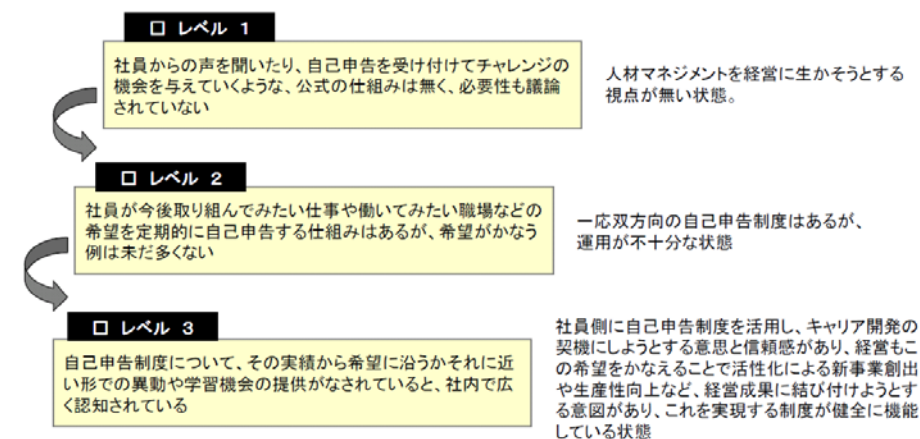 □ レベル 1
社員からの声を聞いたり、自己申告を受け付けてチャレンジの
機会を与えていくような、公式の仕組みは無く、必要性も議論
されていない
人材マネジメントを経営に生かそうとする
視点が無い状態。
□ レベル 2
社員が今後取り組んでみたい仕事や働いてみたい職場などの
希望を定期的に自己申告する仕組みはあるが、希望がかなう
例は未だ多くない
一応双方向の自己申告制度はあるが、
運用が不十分な状態
□ レベル 3
自己申告制度について、その実績から希望に沿うかそれに近
い形での異動や学習機会の提供がなされていると、社内で広
く認知されている
社員側に自己申告制度を活用し、キャリア開発の
契機にしようとする意思と信頼感があり、経営もこ
の希望をかなえることで活性化による新事業創出
や生産性向上など、経営成果に結び付けようとす
る意図があり、これを実現する制度が健全に機能
している状態